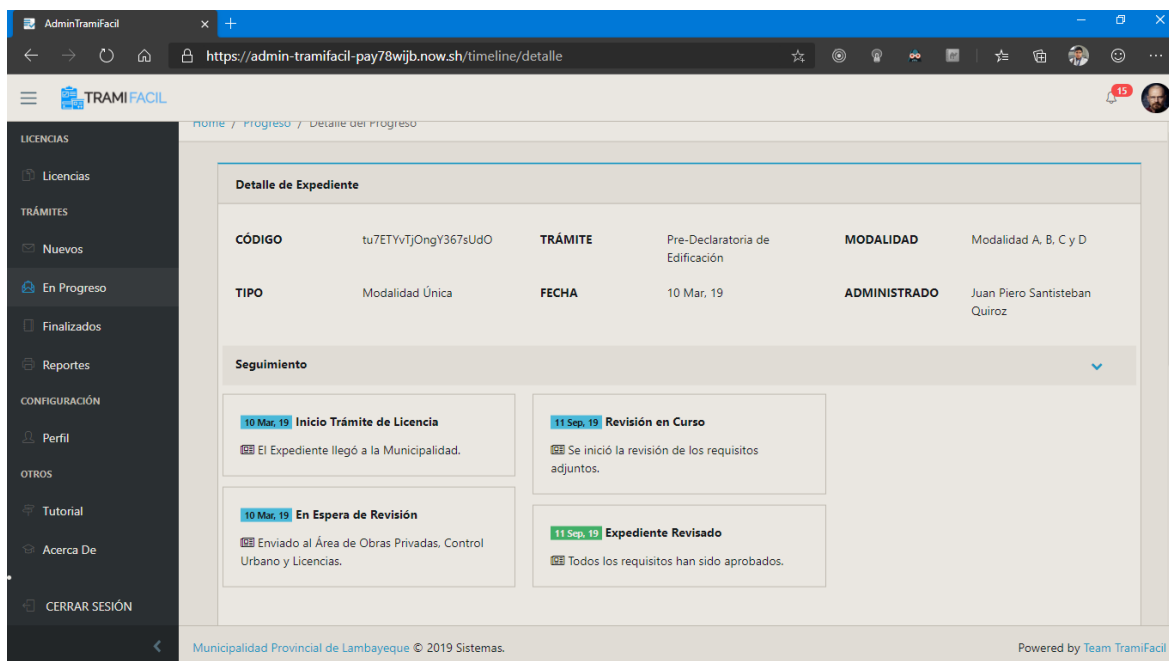 AdminTramiFacil
https://admin-tramifacil-pay78wijb.now.sh/timeline/detalle
TRAMIFACIL
15
Home / Progreso / Detalle del Progreso
LICENCIAS
Licencias
TRÁMITES
Nuevos
En Progreso
Finalizados
Reportes
CONFIGURACIÓN
Perfil
OTROS
Tutorial
Acerca De
CERRAR SESIÓN
Detalle de Expediente
CÓDIGO tu7ETYvTjOngY367sUdO TRÁMITE Pre-Declaratoria de MODALIDAD Modalidad A, B, C y D
Edificación
TIPO Modalidad Única FECHA 10 Mar, 19 ADMINISTRADO Juan Piero Santisteban
Quiroz
Seguimiento
10 Mar, 19 Inicio Trámite de Licencia
El Expediente llegó a la Municipalidad.
10 Mar, 19 En Espera de Revisión
Enviado al Área de Obras Privadas, Control
Urbano y Licencias.
11 Sep, 19 Revisión en Curso
Se inició la revisión de los requisitos
adjuntos.
11 Sep, 19 Expediente Revisado
Todos los requisitos han sido aprobados.
Municipalidad Provincial de Lambayeque © 2019 Sistemas. Powered by Team TramiFacil